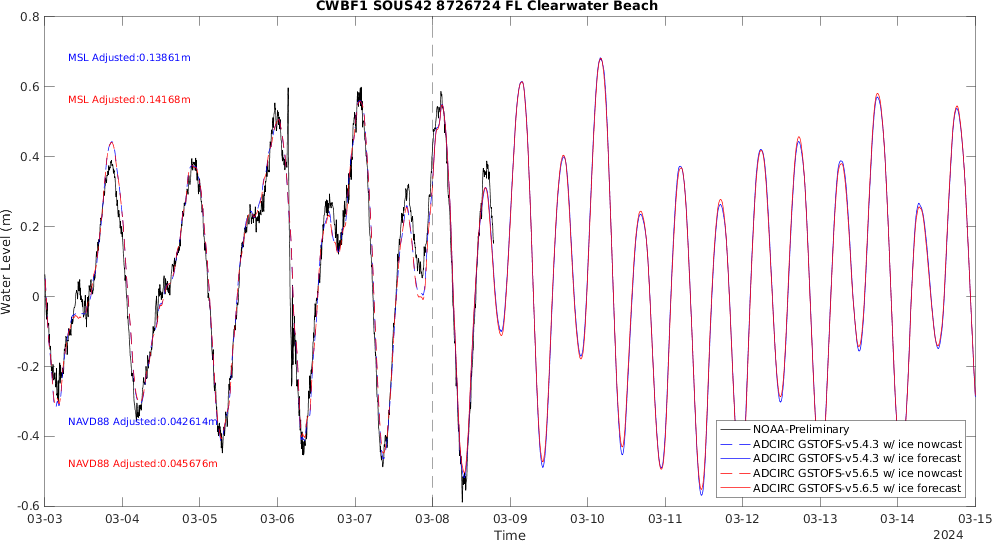 CWBF1 SOUS42 8726724 FL Clearwater Beach
MSL Adjusted:0.13861m
MSL Adjusted:0.14168m
NAVD88 Adjusted:0.042614m
NAVD88 Adjusted:0.045676m
Water Level (m)
0.8
0.6
0.4
0.2
0
-0.2
-0.4
-0.6
NOAA-Preliminary
ADCIRC GSTOFS-v5.4.3 w/ ice nowcast
ADCIRC GSTOFS-v5.4.3 w/ ice forecast
ADCIRC GSTOFS-v5.6.5 w/ ice nowcast
ADCIRC GSTOFS-v5.6.5 w/ ice forecast
03-03 03-04 03-05 03-06 03-07 03-08 03-09 03-10 03-11 03-12 03-13 03-14 03-15
Time
2024